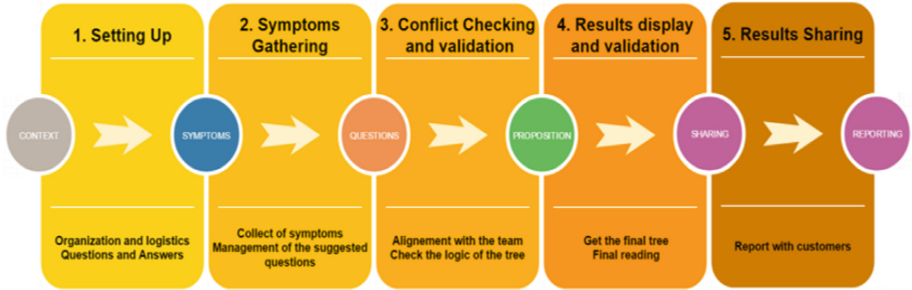 1. Setting Up
2. Symptoms
Gathering
3. Conflict Checking
and validation
4. Results display
and validation
5. Results Sharing
CONTEXT
SYMPTOMS
QUESTIONS
PROPOSITION
SHARING
REPORTING
Organization and logistics
Questions and Answers
Collect of symptoms
Management of the suggested
questions
Alignement with the team
Check the logic of the tree
Get the final tree
Final reading
Report with customers